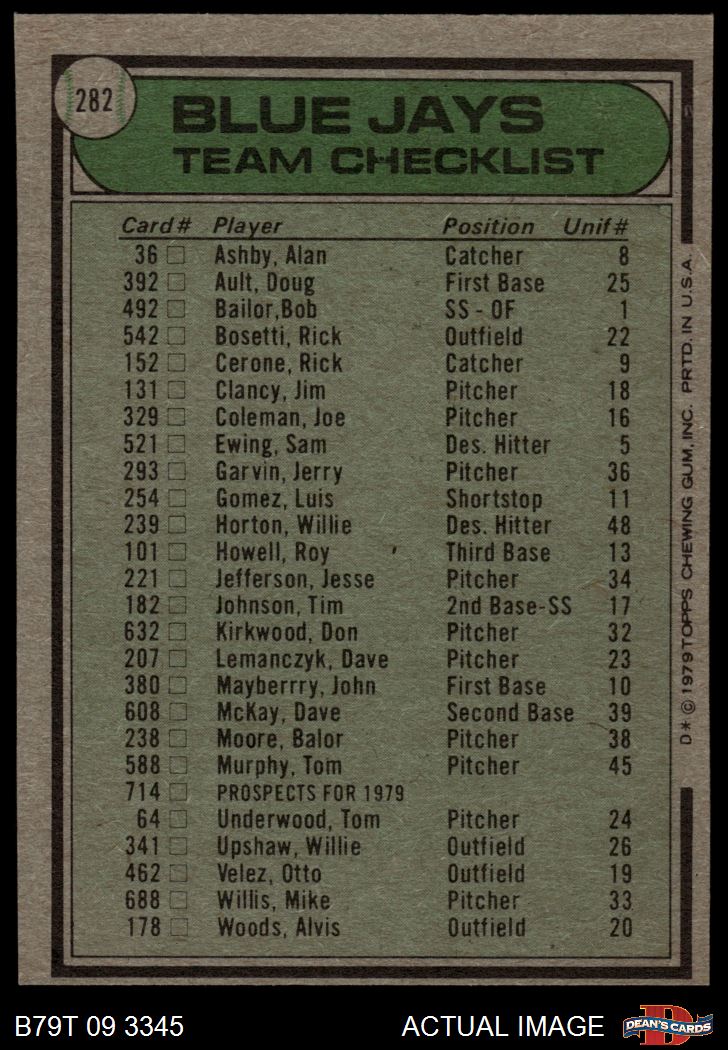 282
BLUE JAYS
TEAM CHECKLIST
Card# Player Position Unif#
36 Ashby, Alan Catcher 8
392 Ault, Doug First Base 25
492 Bailor,Bob SS - OF 1
542 Bosetti, Rick Outfield 22
152 Cerone, Rick Catcher 9
131 Clancy, Jim Pitcher 18
329 Coleman, Joe Pitcher 16
521 Ewing, Sam Des. Hitter 5
293 Garvin, Jerry Pitcher 36
254 Gomez, Luis Shortstop 11
239 Horton, Willie Des. Hitter 48
101 Howell, Roy Third Base 13
221 Jefferson, Jesse Pitcher 34
182 Johnson, Tim 2nd Base-SS 17
632 Kirkwood, Don Pitcher 32
207 Lemanczyk, Dave Pitcher 23
380 Mayberrry, John First Base 10
608 McKay, Dave Second Base 39
238 Moore, Balor Pitcher 38
588 Murphy, Tom Pitcher 45
714 PROSPECTS FOR 1979
64 Underwood, Tom Pitcher 24
341 Upshaw, Willie Outfield 26
462 Velez, Otto Outfield 19
688 Willis, Mike Pitcher 33
178 Woods, Alvis Outfield 20
D* © 1979 TOPPS CHEWING GUM, INC. PRTD. IN U.S.A.
B79T 09 3345 ACTUAL IMAGE
DEAN'S CARDS